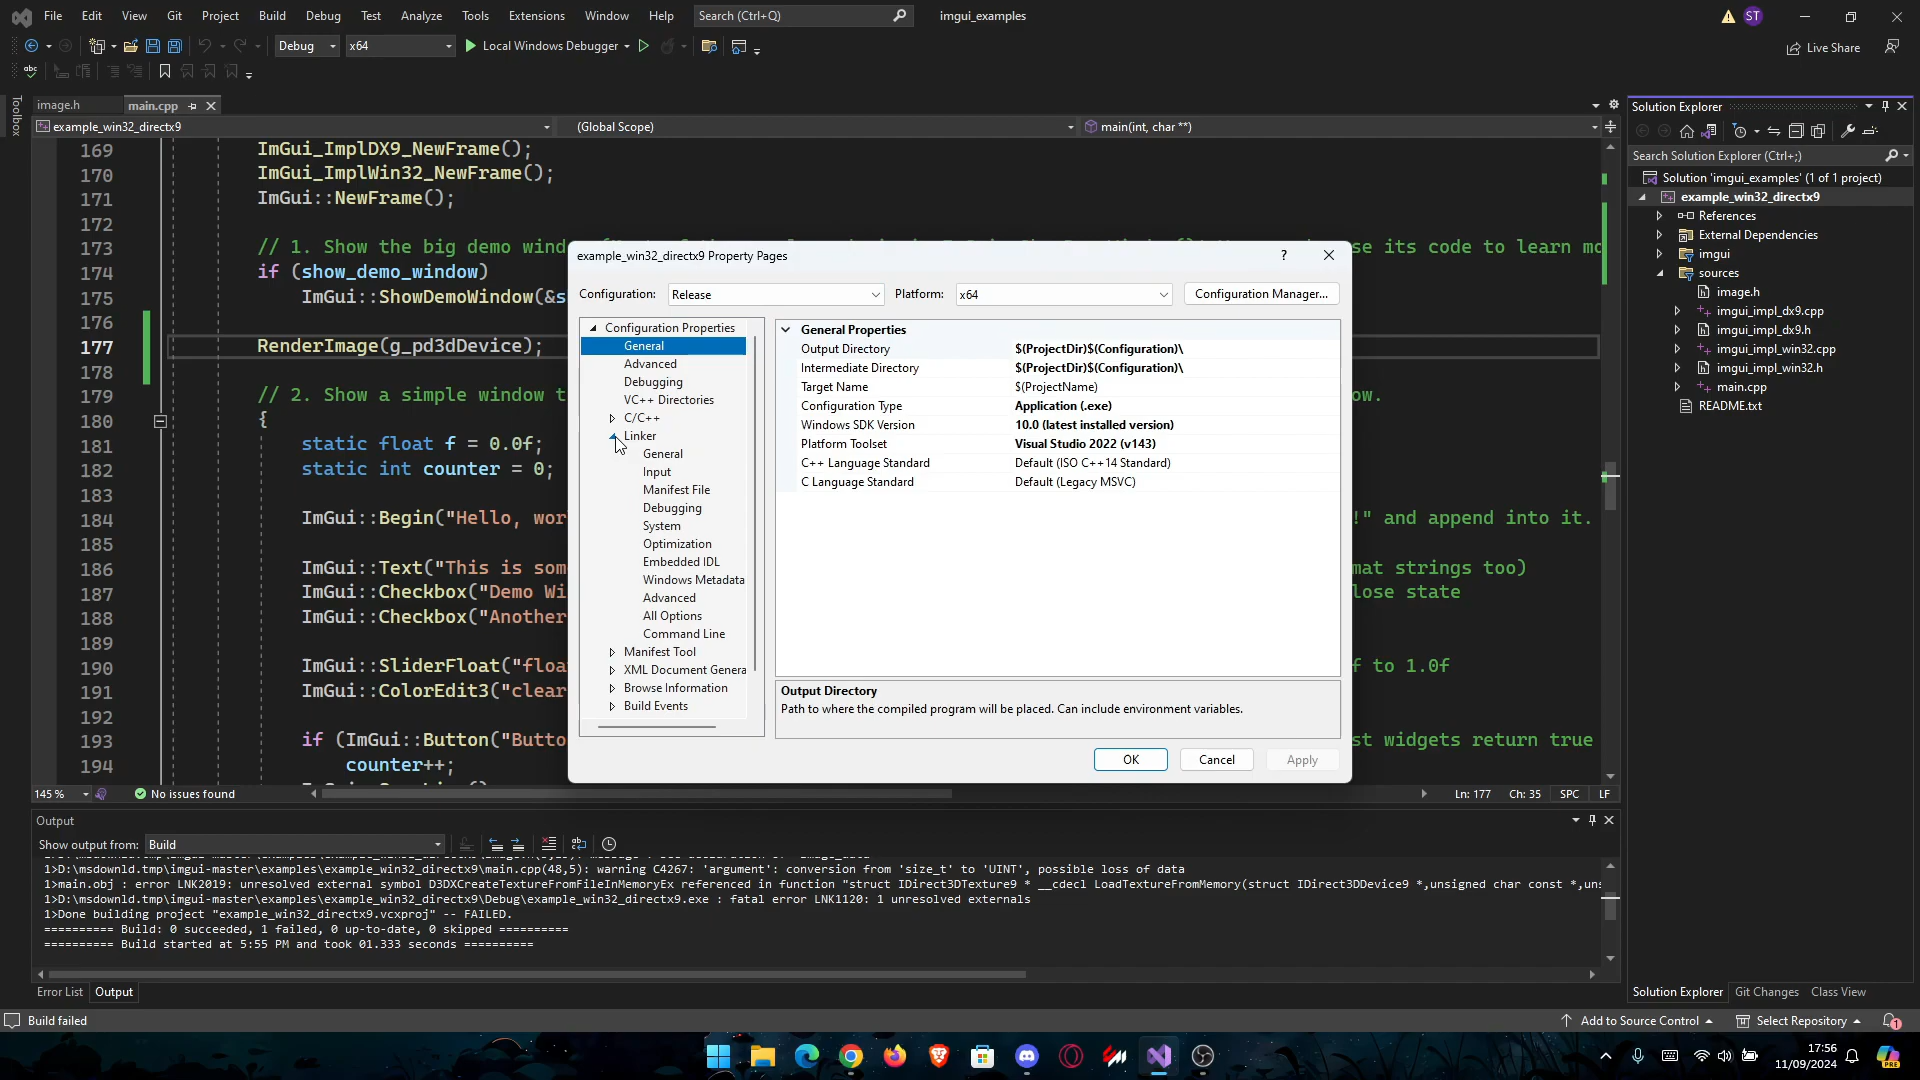 File Edit View Git Project Build Debug Test Analyze Tools Extensions Window Help Search (Ctrl+Q) imgui_examples ST
Debug x64 Local Windows Debugger Live Share
abc
Toolbox
image.h main.cpp
example_win32_directx9 (Global Scope) main(int, char **)
169 ImGui_ImplDX9_NewFrame();
170 ImGui_ImplWin32_NewFrame();
171 ImGui::NewFrame();
172
173 // 1. Show the big demo wind its code to learn mo
174 if (show_demo_window)
175 ImGui::ShowDemoWindow(&s
176
177 RenderImage(g_pd3dDevice);
178
179 // 2. Show a simple window t ow.
180 {
181 static float f = 0.0f;
182 static int counter = 0;
183
184 ImGui::Begin("Hello, wor !" and append into it.
185
186 ImGui::Text("This is som mat strings too)
187 ImGui::Checkbox("Demo Wi lose state
188 ImGui::Checkbox("Another
189
190 ImGui::SliderFloat("floa f to 1.0f
191 ImGui::ColorEdit3("clear
192
193 if (ImGui::Button("Butto st widgets return true
194 counter++;
145 % No issues found Ln: 177 Ch: 35 SPC LF
example_win32_directx9 Property Pages ?
Configuration: Release Platform: x64 Configuration Manager...
Configuration Properties
General
Advanced
Debugging
VC++ Directories
C/C++
Linker
General
Input
Manifest File
Debugging
System
Optimization
Embedded IDL
Windows Metadata
Advanced
All Options
Command Line
Manifest Tool
XML Document Genera
Browse Information
Build Events
General Properties
Output Directory $(ProjectDir)$(Configuration)\
Intermediate Directory $(ProjectDir)$(Configuration)\
Target Name $(ProjectName)
Configuration Type Application (.exe)
Windows SDK Version 10.0 (latest installed version)
Platform Toolset Visual Studio 2022 (v143)
C++ Language Standard Default (ISO C++14 Standard)
C Language Standard Default (Legacy MSVC)
Output Directory
Path to where the compiled program will be placed. Can include environment variables.
OK Cancel Apply
Solution Explorer
Search Solution Explorer (Ctrl+;)
Solution 'imgui_examples' (1 of 1 project)
example_win32_directx9
References
External Dependencies
imgui
sources
image.h
imgui_impl_dx9.cpp
imgui_impl_dx9.h
imgui_impl_win32.cpp
imgui_impl_win32.h
main.cpp
README.txt
Output
Show output from: Build
1>D:\msdownld.tmp\imgui-master\examples\example_win32_directx9\main.cpp(48,5): warning C4267: 'argument': conversion from 'size_t' to 'UINT', possible loss of data
1>main.obj : error LNK2019: unresolved external symbol D3DXCreateTextureFromFileInMemoryEx referenced in function "struct IDirect3DTexture9 * __cdecl LoadTextureFromMemory(struct IDirect3DDevice9 *,unsigned char const *,uns
1>D:\msdownld.tmp\imgui-master\examples\example_win32_directx9\Debug\example_win32_directx9.exe : fatal error LNK1120: 1 unresolved externals
1>Done building project "example_win32_directx9.vcxproj" -- FAILED.
========== Build: 0 succeeded, 1 failed, 0 up-to-date, 0 skipped ==========
========== Build started at 5:55 PM and took 01.333 seconds ==========
Error List Output
Solution Explorer Git Changes Class View
Build failed Add to Source Control Select Repository 1
17:56
11/09/2024
PRE